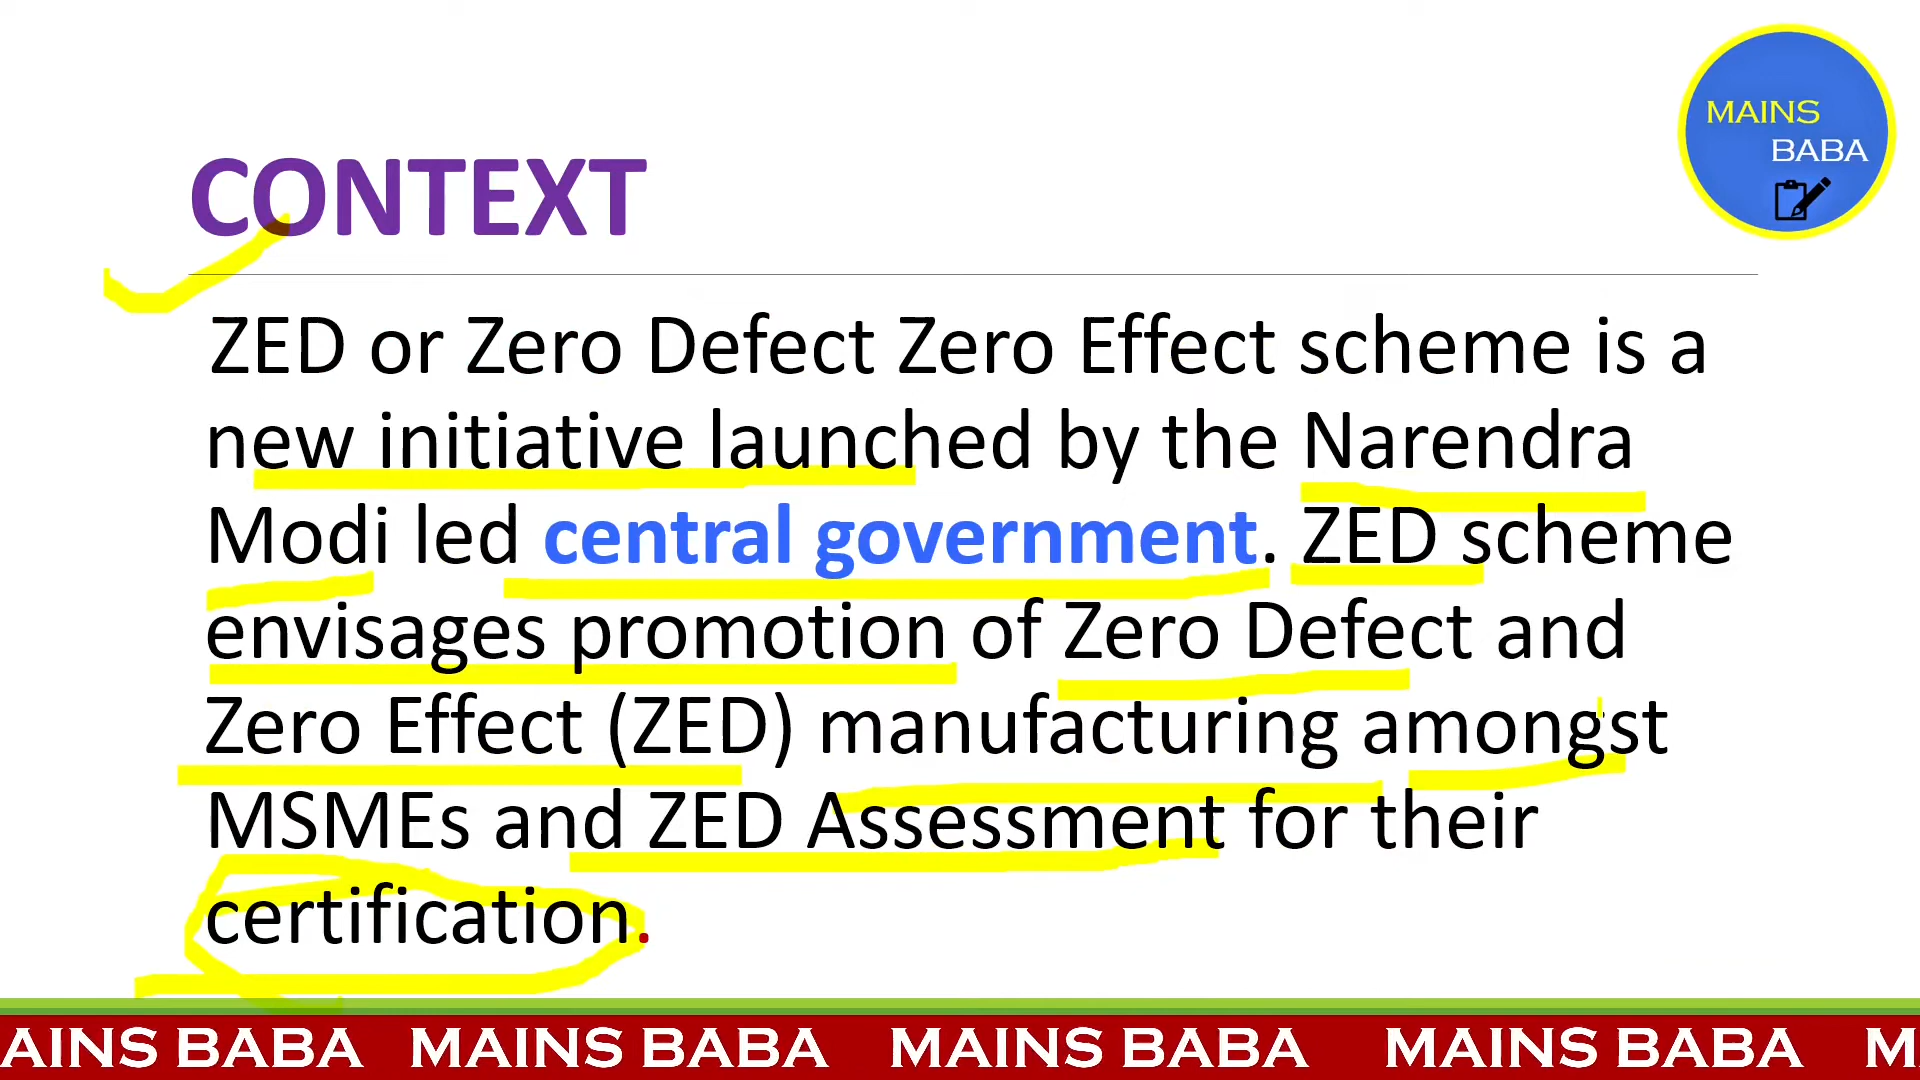 MAINS
BABA
CONTEXT
ZED or Zero Defect Zero Effect scheme is a
new initiative launched by the Narendra
Modi led central government. ZED scheme
envisages promotion of Zero Defect and
Zero Effect (ZED) manufacturing amongst
MSMEs and ZED Assessment for their
certification.
AINS BABA MAINS BABA MAINS BABA MAINS BABA M